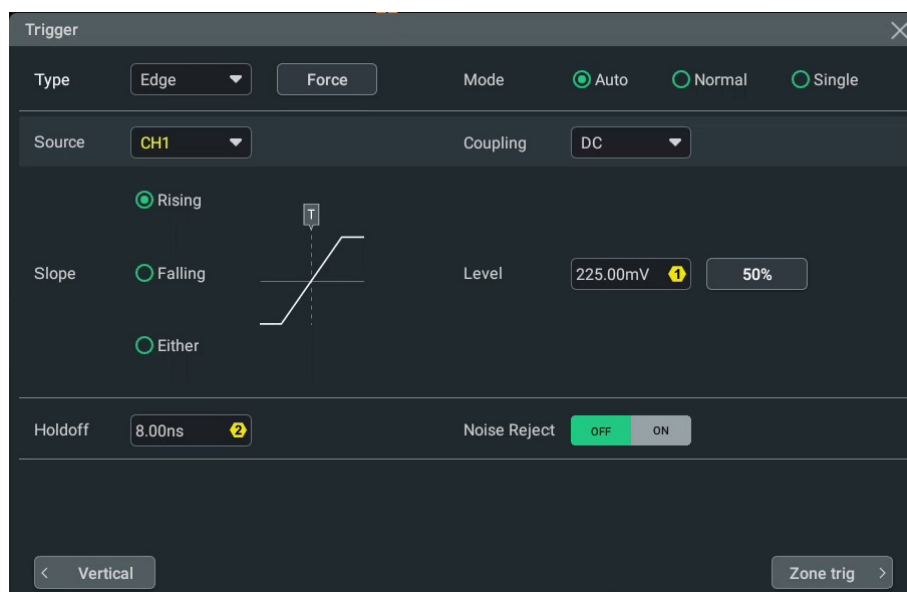 Trigger
Type Edge Force Mode Auto Normal Single
Source CH1 Coupling DC
Rising
T
Slope Falling Level 225.00mV 1 50%
Either
Holdoff 8.00ns 2 Noise Reject OFF ON
< Vertical Zone trig >